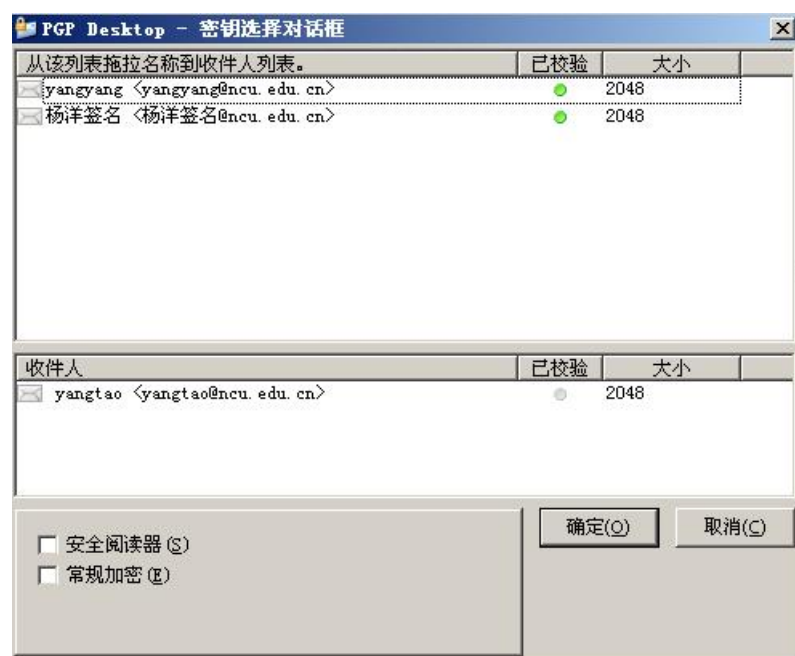 PGP Desktop - 密钥选择对话框
从该列表拖拉名称到收件人列表。 已校验 大小
yangyang <yangyang@ncu.edu.cn> 2048
杨洋签名 <杨洋签名@ncu.edu.cn> 2048
收件人 已校验 大小
yangtao <yangtao@ncu.edu.cn> 2048
确定(O) 取消(C)
安全阅读器(S)
常规加密(E)